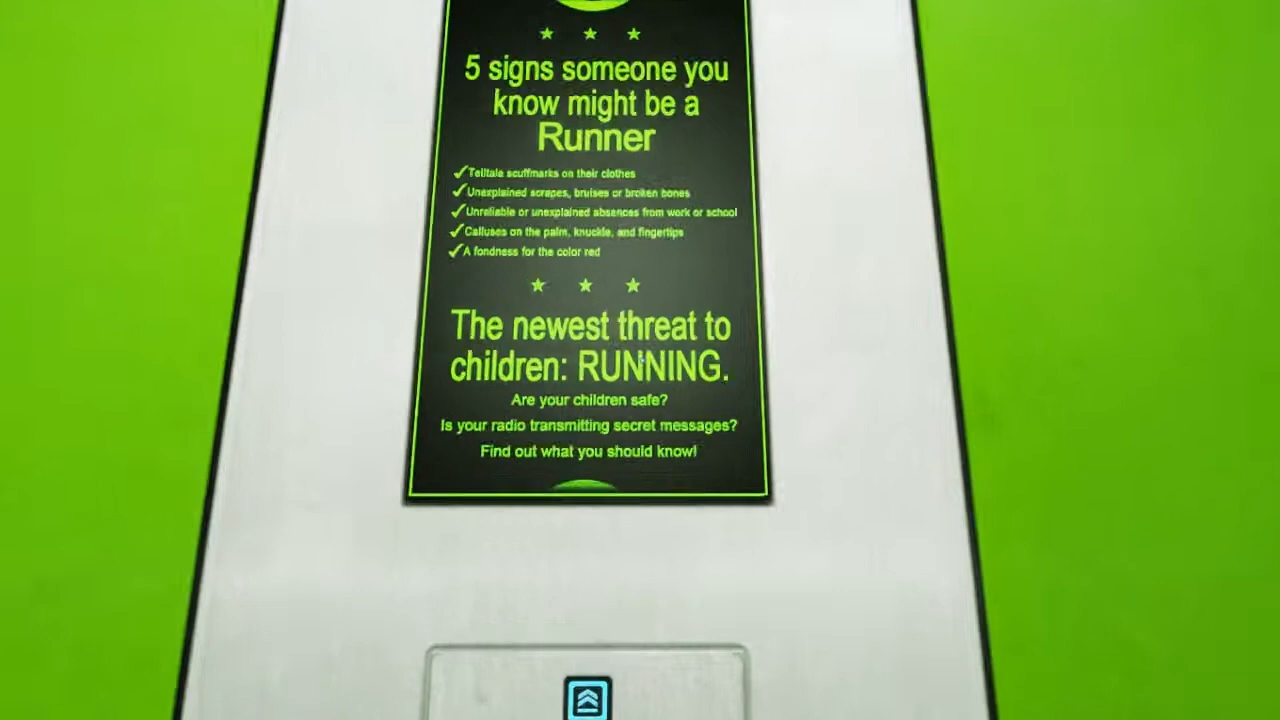 5 signs someone you
know might be a
Runner
Telltale scuffmarks on their clothes
Unexplained scrapes, bruises or broken bones
Unreliable or unexplained absences from work or school
Calluses on the palm, knuckle, and fingertips
A fondness for the color red
The newest threat to
children: RUNNING.
Are your children safe?
Is your radio transmitting secret messages?
Find out what you should know!